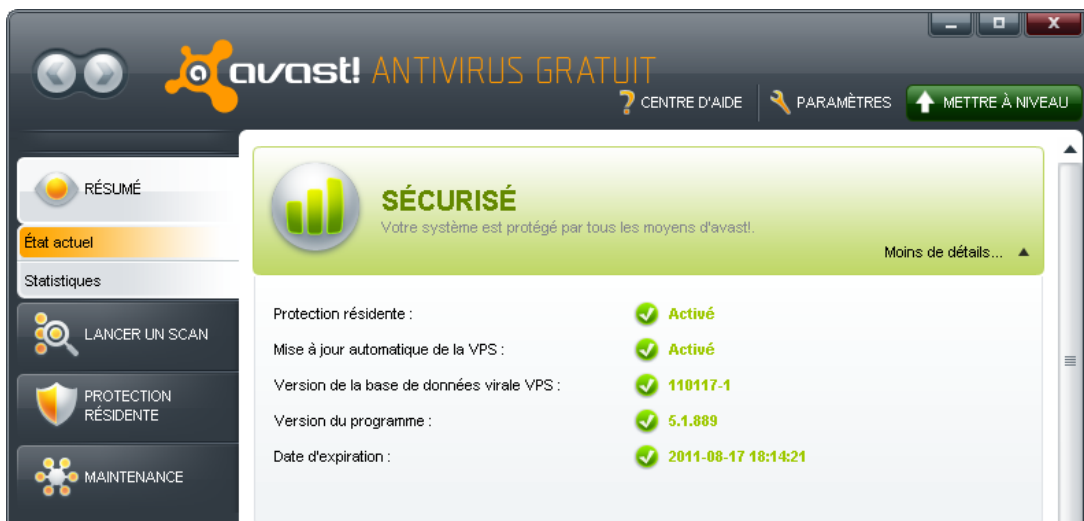 avast! ANTIVIRUS GRATUIT
CENTRE D'AIDE
PARAMÈTRES
METTRE À NIVEAU
RÉSUMÉ
État actuel
Statistiques
LANCER UN SCAN
PROTECTION
RÉSIDENTE
MAINTENANCE
SÉCURISÉ
Votre système est protégé par tous les moyens d'avast!.
Moins de détails...
Protection résidente : Activé
Mise à jour automatique de la VPS : Activé
Version de la base de données virale VPS : 110117-1
Version du programme : 5.1.889
Date d'expiration : 2011-08-17 18:14:21